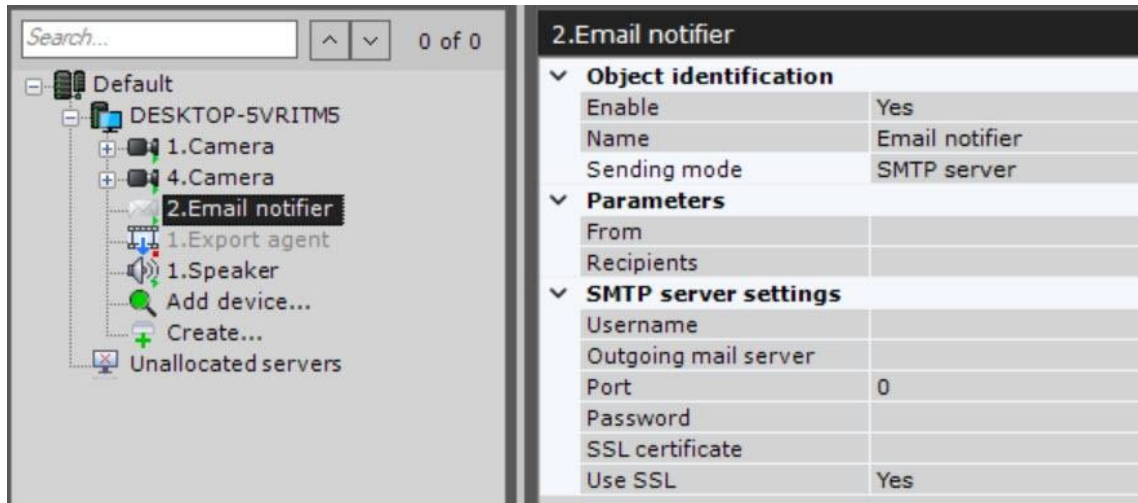 Search...
0 of 0
Default
DESKTOP-5VRITM5
1.Camera
4.Camera
2.Email notifier
1.Export agent
1.Speaker
Add device...
Create...
Unallocated servers
2.Email notifier
Object identification
Enable Yes
Name Email notifier
Sending mode SMTP server
Parameters
From
Recipients
SMTP server settings
Username
Outgoing mail server
Port 0
Password
SSL certificate
Use SSL Yes